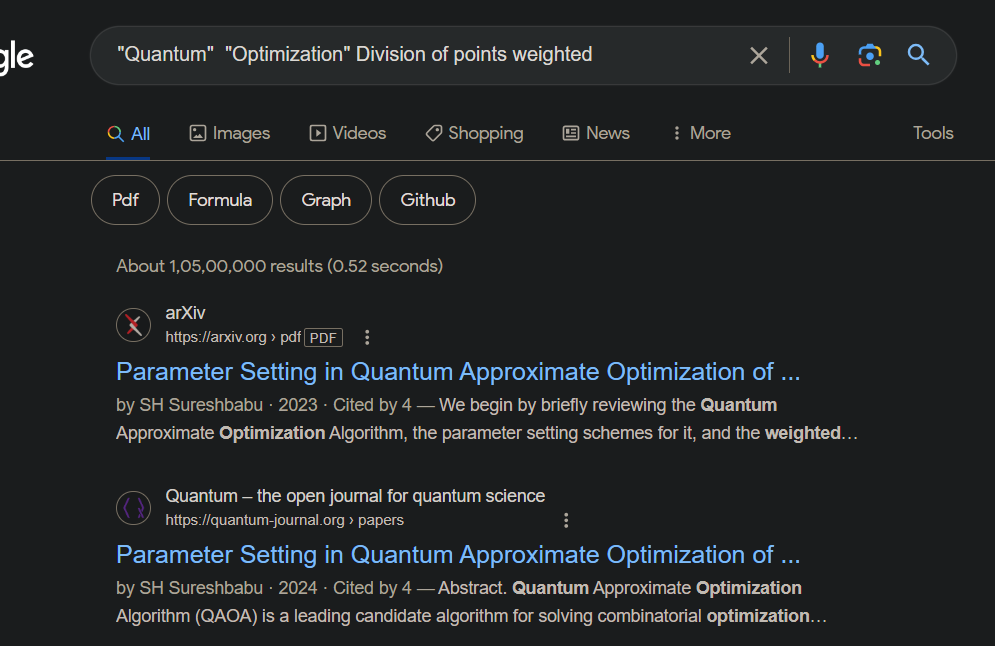 gle
"Quantum" "Optimization" Division of points weighted
All Images Videos Shopping News More Tools
Pdf Formula Graph Github
About 1,05,00,000 results (0.52 seconds)
arXiv
https://arxiv.org › pdf PDF
Parameter Setting in Quantum Approximate Optimization of ...
by SH Sureshbabu · 2023 · Cited by 4 — We begin by briefly reviewing the Quantum
Approximate Optimization Algorithm, the parameter setting schemes for it, and the weighted...
Quantum – the open journal for quantum science
https://quantum-journal.org › papers
Parameter Setting in Quantum Approximate Optimization of ...
by SH Sureshbabu · 2024 · Cited by 4 — Abstract. Quantum Approximate Optimization
Algorithm (QAOA) is a leading candidate algorithm for solving combinatorial optimization...